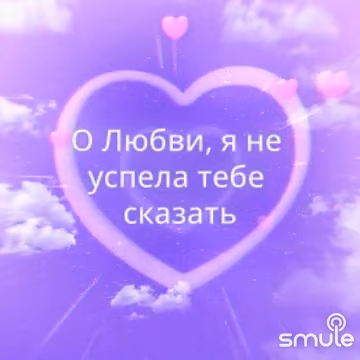 О Любви, я не
успела тебе
сказать
smule